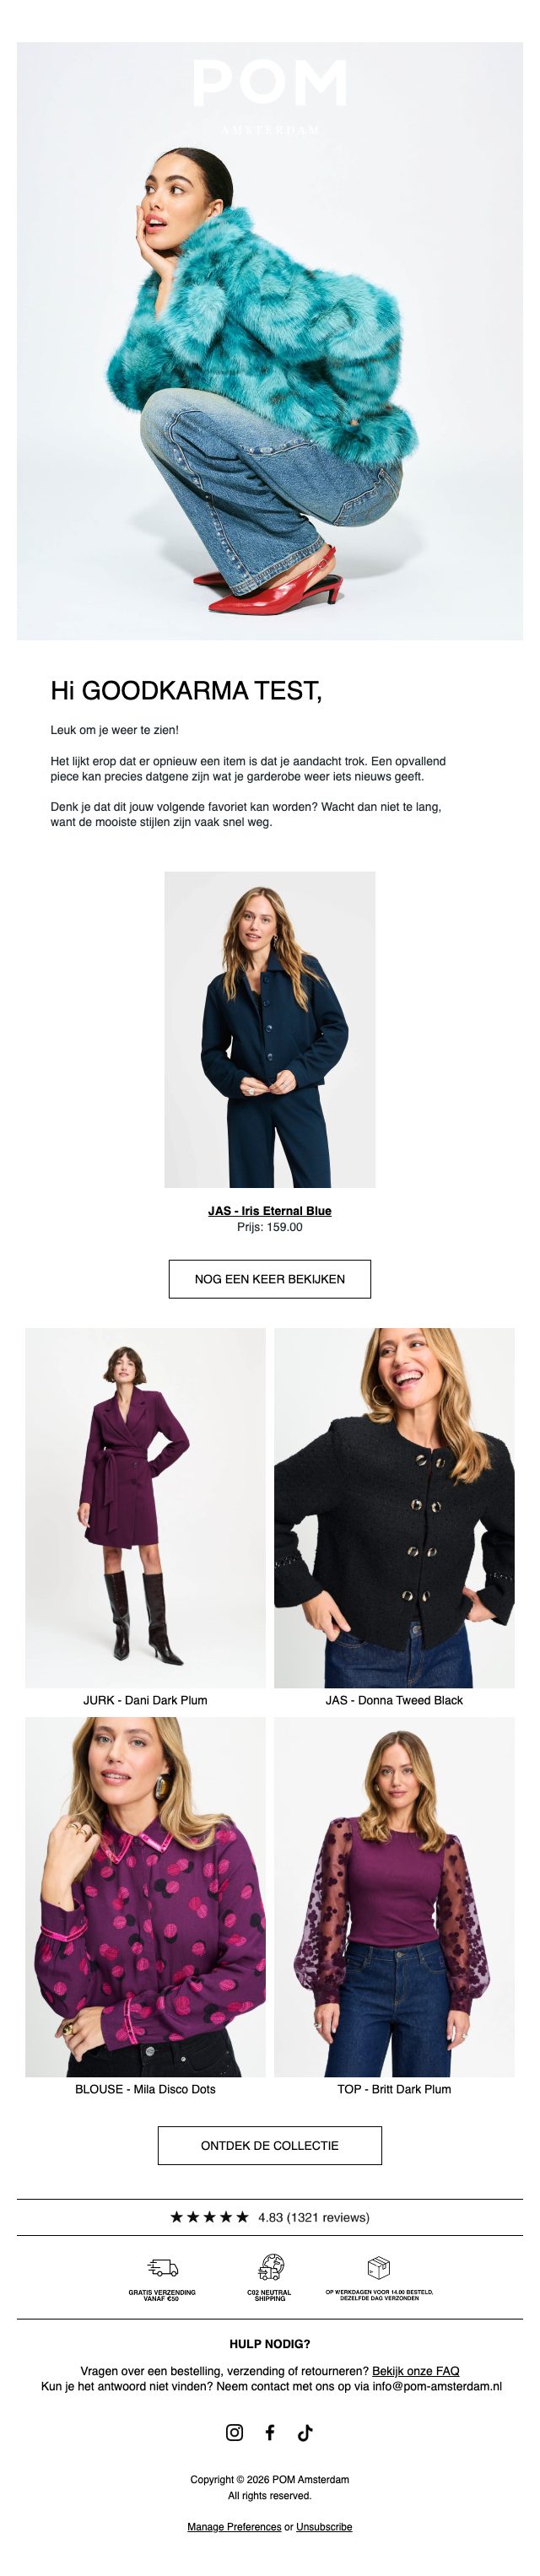 POM
AMSTERDAM
Hi GOODKARMA TEST,
Leuk om je weer te zien!
Het lijkt erop dat er opnieuw een item is dat je aandacht trok. Een opvallend
piece kan precies datgene zijn wat je garderobe weer iets nieuws geeft.
Denk je dat dit jouw volgende favoriet kan worden? Wacht dan niet te lang,
want de mooiste stijlen zijn vaak snel weg.
JAS - Iris Eternal Blue
Prijs: 159.00
NOG EEN KEER BEKIJKEN
JURK - Dani Dark Plum
JAS - Donna Tweed Black
BLOUSE - Mila Disco Dots
TOP - Britt Dark Plum
ONTDEK DE COLLECTIE
★★★★★ 4.83 (1321 reviews)
GRATIS VERZENDING
VANAF €50
C02 NEUTRAL
SHIPPING
OP WERKDAGEN VOOR 14.00 BESTELD,
DEZELFDE DAG VERZONDEN
HULP NODIG?
Vragen over een bestelling, verzending of retourneren? Bekijk onze FAQ
Kun je het antwoord niet vinden? Neem contact met ons op via info@pom-amsterdam.nl
Copyright © 2026 POM Amsterdam
All rights reserved.
Manage Preferences or Unsubscribe